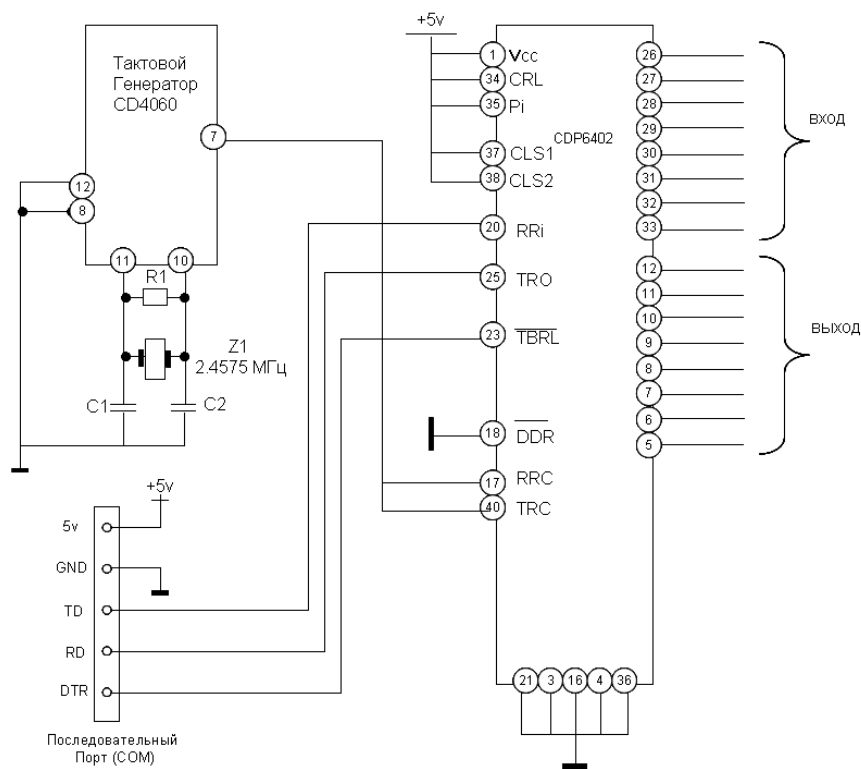 Тактовой
Генератор
CD4060
7
12
8
11
10
R1
Z1
2.4575 МГц
C1
C2
+5v
1 Vcc
34 CRL
35 Pi
CDP6402
37 CLS1
38 CLS2
20 RRi
25 TRO
23 TBRL
18 DDR
17 RRC
40 TRC
26
27
28
29
30
31
32
33
вход
12
11
10
9
8
7
6
5
выход
21 3 16 4 36
+5v
5v
GND
TD
RD
DTR
Последовательный
Порт (COM)